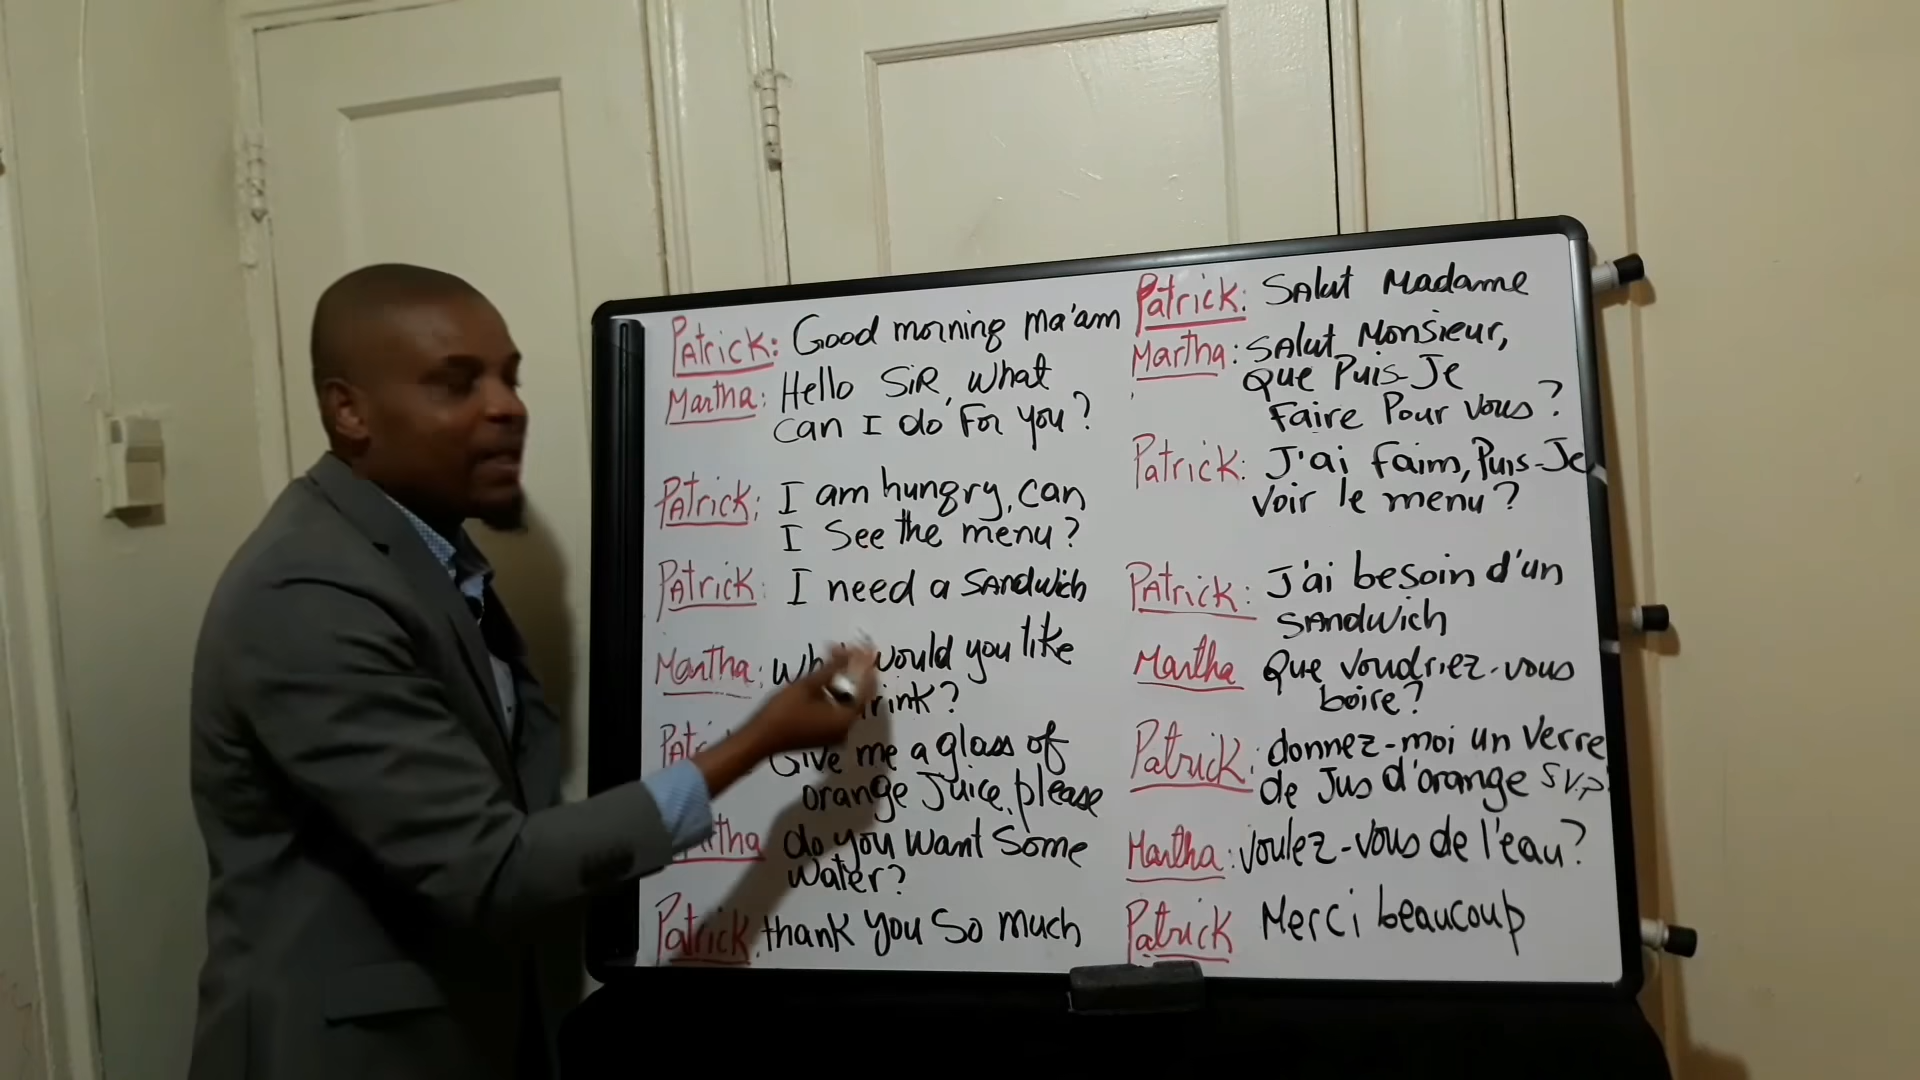 Patrick: Good morning ma'am
Martha: Hello SiR, what
can I do For you?
Patrick: I am hungry, can
I See the menu?
Patrick: I need a SAndwich
Martha: would you like
Give me a glass of
orange Juice, please
do you want Some
Water?
Patrick. thank you So much
Patrick: SAlut Madame
Martha: SAlut Monsieur,
Que Puis-Je
Faire Pour vous?
Patrick: J'ai faim, Puis-Je
voir le menu?
Patrick: J'ai besoin d'un
SAndwich
Martha Que voudriez-vous
boire?
Patrick: donnez-moi un verre
de Jus d'orange S.V.P
Martha: voulez-vous de l'eau?
Patrick Merci beaucoup